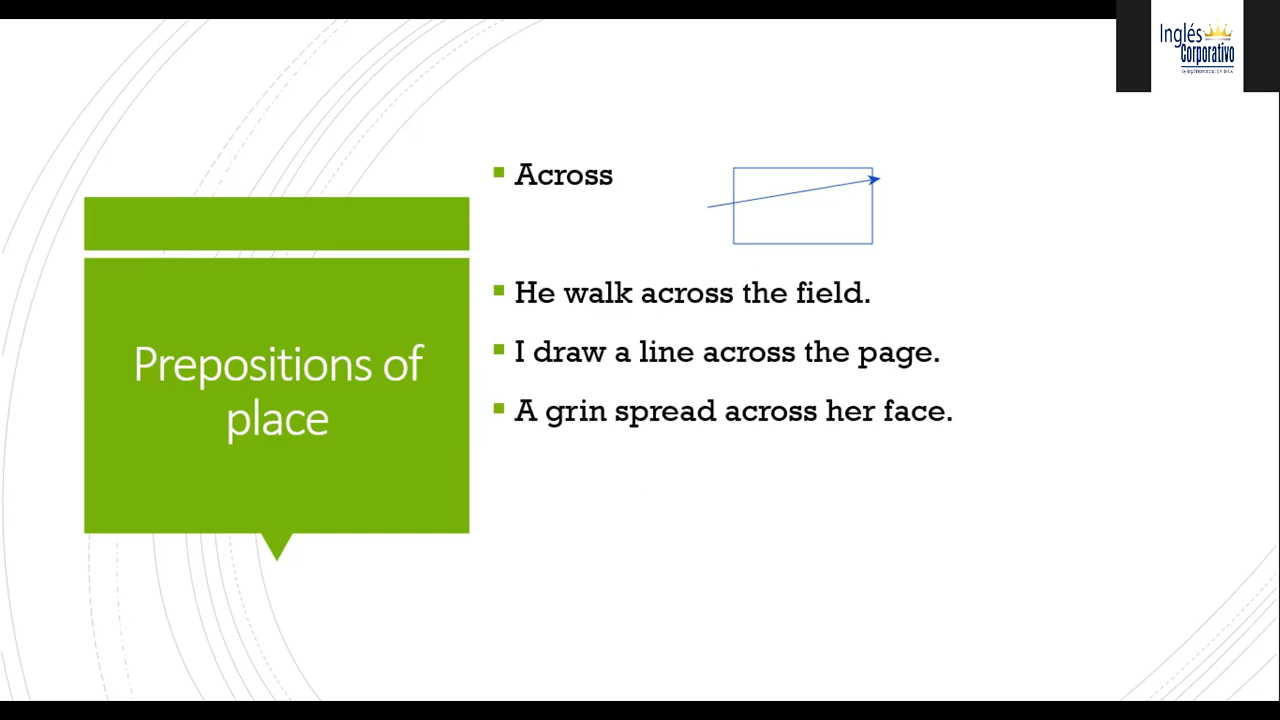 Inglés
Corporativo
Across
He walk across the field.
I draw a line across the page.
A grin spread across her face.
Prepositions of
place